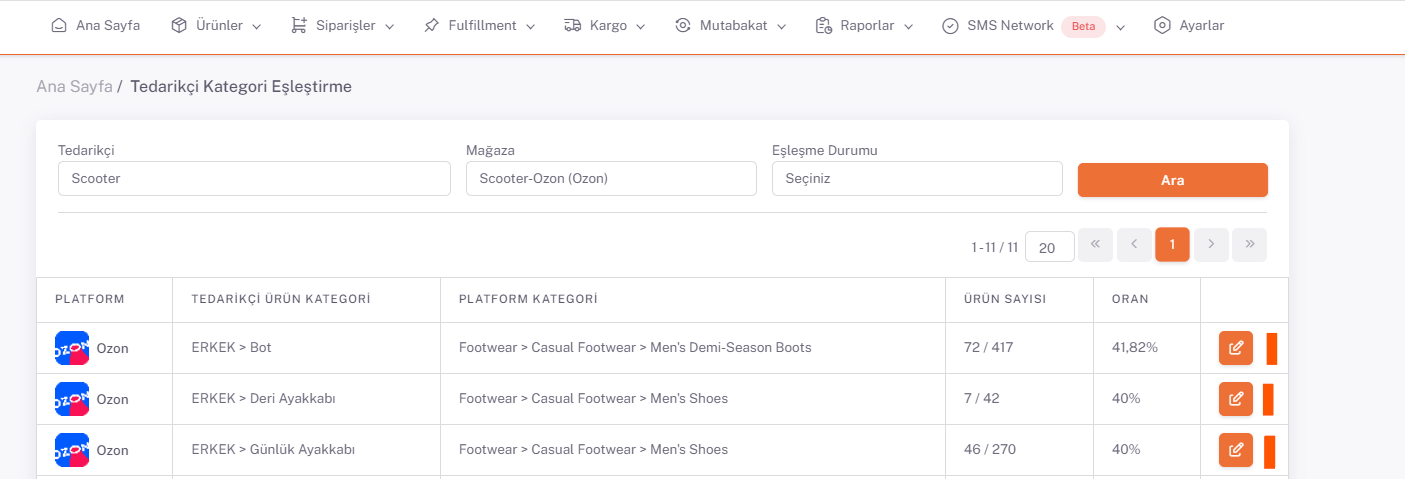 Ana Sayfa Ürünler Siparişler Fulfillment Kargo Mutabakat Raporlar SMS Network Beta Ayarlar
Ana Sayfa / Tedarikçi Kategori Eşleştirme
Tedarikçi Mağaza Eşleşme Durumu
Scooter Scooter-Ozon (Ozon) Seçiniz Ara
1 - 11 / 11 20 « < 1 > »
PLATFORM TEDARİKÇİ ÜRÜN KATEGORİ PLATFORM KATEGORİ ÜRÜN SAYISI ORAN
OZON Ozon ERKEK > Bot Footwear > Casual Footwear > Men's Demi-Season Boots 72 / 417 41,82%
OZON Ozon ERKEK > Deri Ayakkabı Footwear > Casual Footwear > Men's Shoes 7 / 42 40%
OZON Ozon ERKEK > Günlük Ayakkabı Footwear > Casual Footwear > Men's Shoes 46 / 270 40%